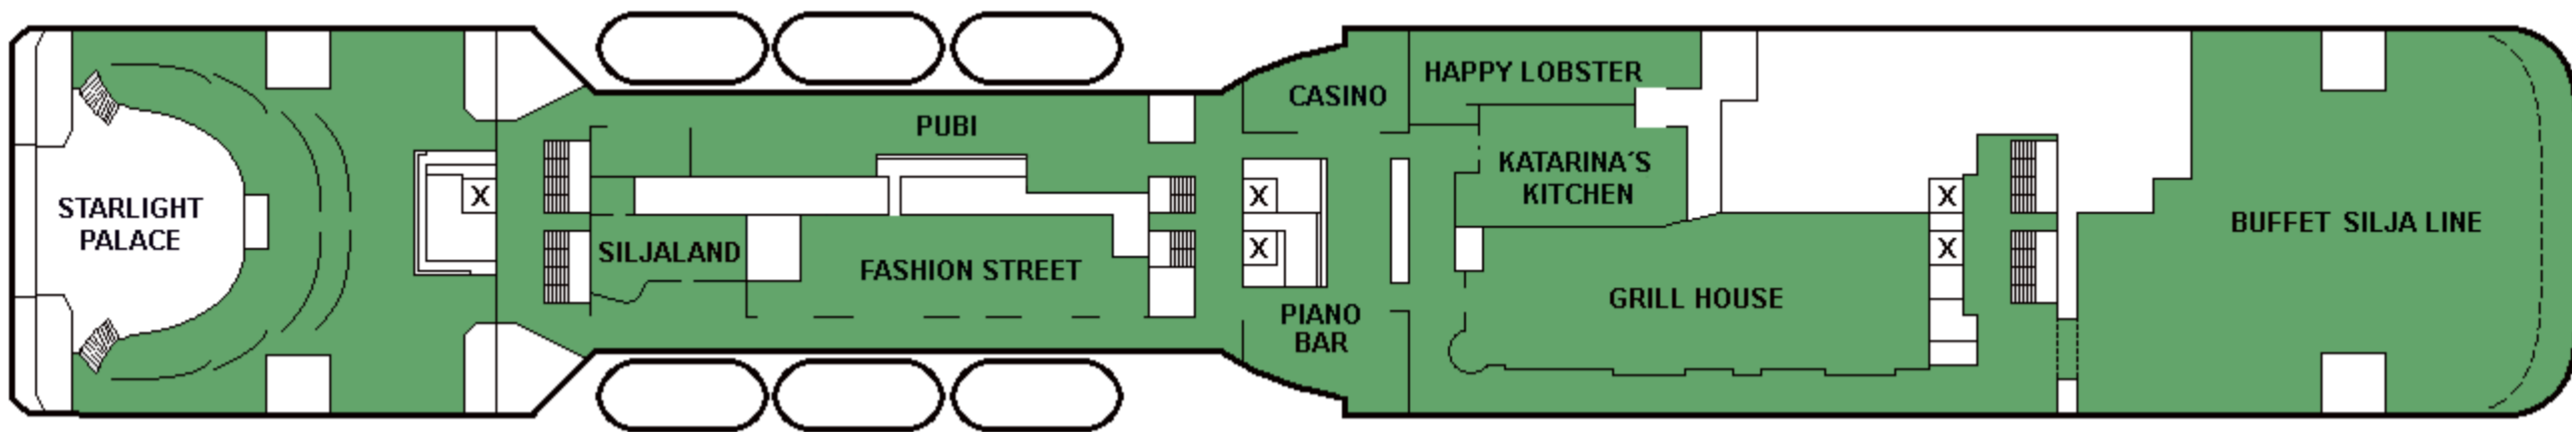 STARLIGHT
PALACE
X
SILJALAND
PUBI
FASHION STREET
CASINO
X
X
PIANO
BAR
HAPPY LOBSTER
KATARINA´S
KITCHEN
GRILL HOUSE
X
X
BUFFET SILJA LINE